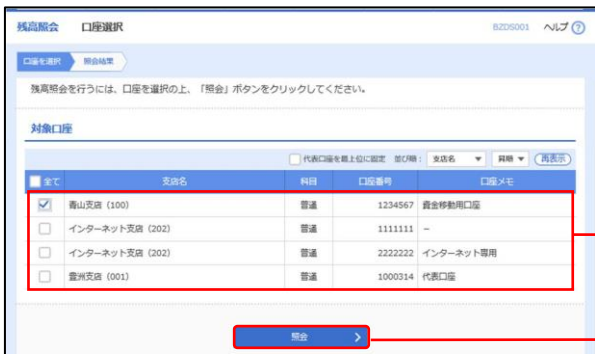 残高照会 口座選択 BZDS001 ヘルプ ?
口座を選択 照会結果
残高照会を行うには、口座を選択の上、「照会」ボタンをクリックしてください。
対象口座
代表口座を最上位に固定 並び順: 支店名 ▼ 昇順 ▼ 再表示
全て 支店名 科目 口座番号 口座メモ
青山支店 (100) 普通 1234567 資金移動用口座
インターネット支店 (202) 普通 1111111 -
インターネット支店 (202) 普通 2222222 インターネット専用
豊洲支店 (001) 普通 1000314 代表口座
照会